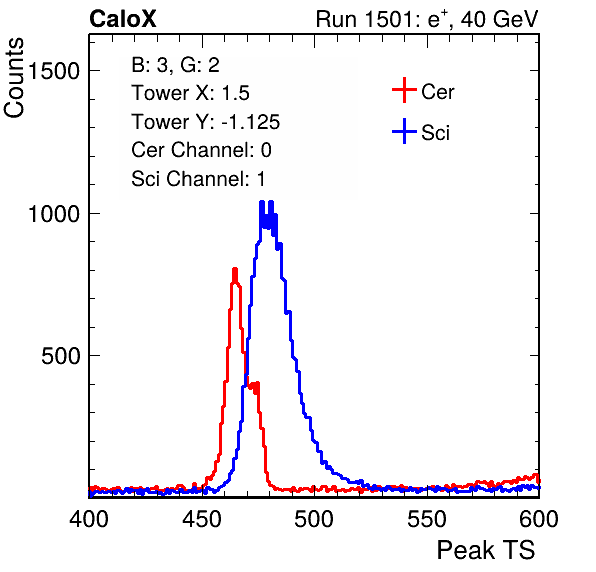 CaloX Run 1501: e⁺, 40 GeV
Counts
1500
1000
500
B: 3, G: 2
Tower X: 1.5
Tower Y: -1.125
Cer Channel: 0
Sci Channel: 1
Cer
Sci
400 450 500 550 600
Peak TS